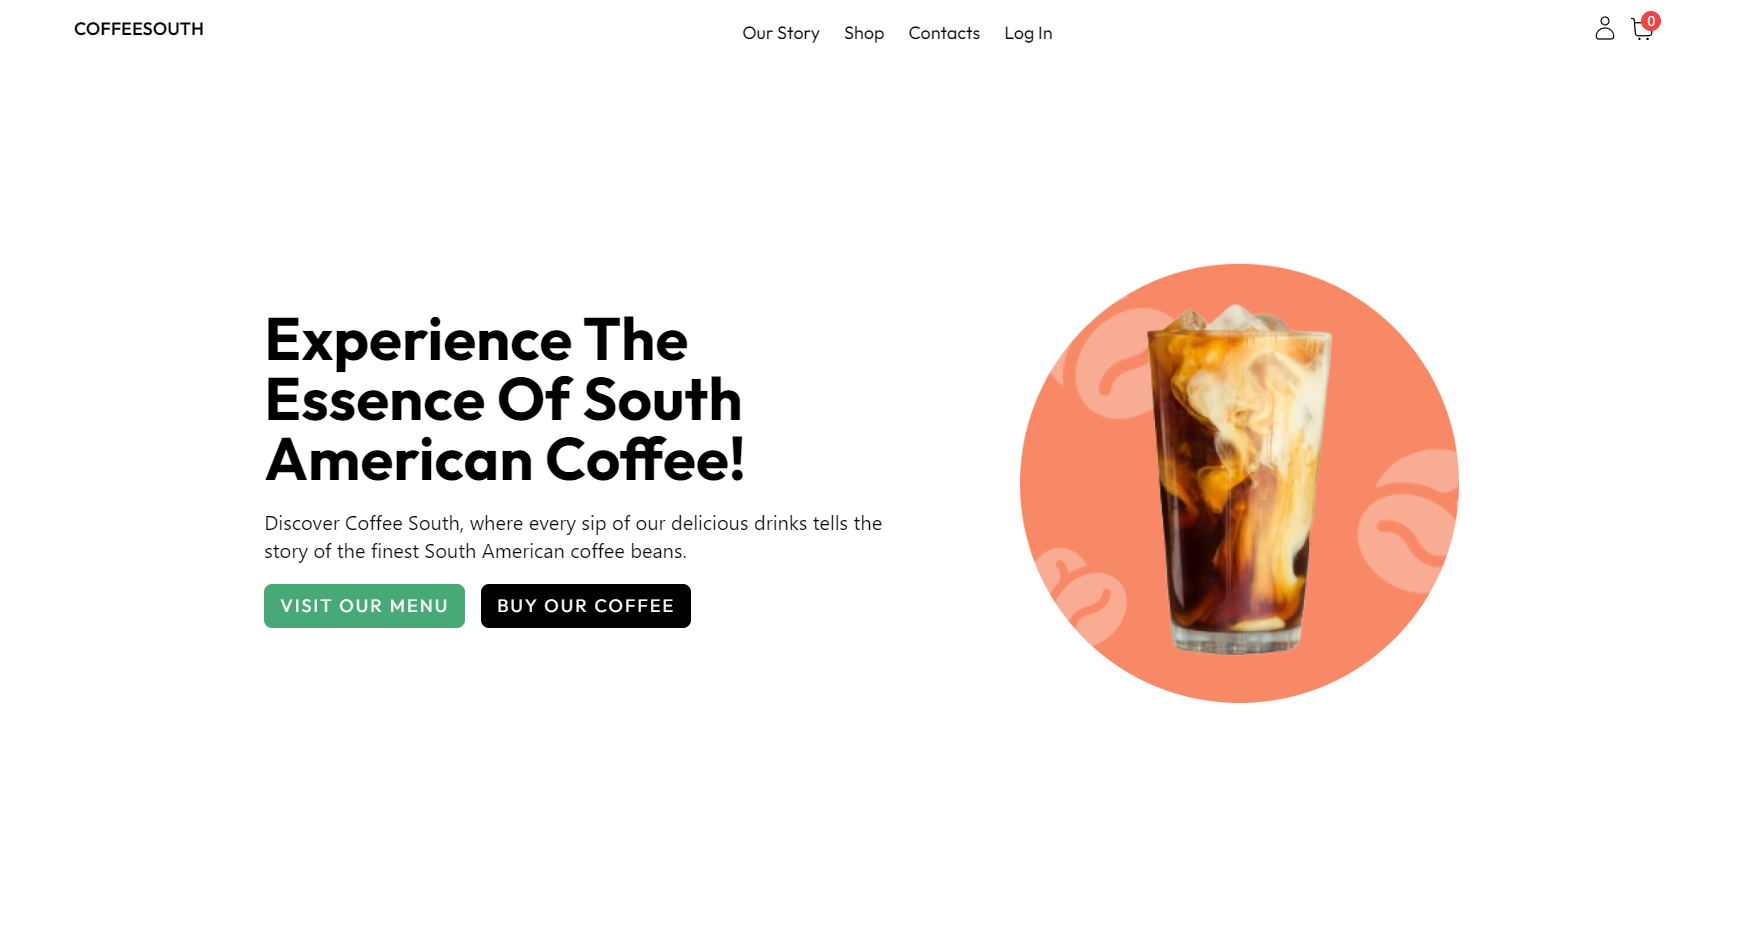 COFFEESOUTH
Our Story Shop Contacts Log In
0
Experience The
Essence Of South
American Coffee!
Discover Coffee South, where every sip of our delicious drinks tells the
story of the finest South American coffee beans.
VISIT OUR MENU BUY OUR COFFEE